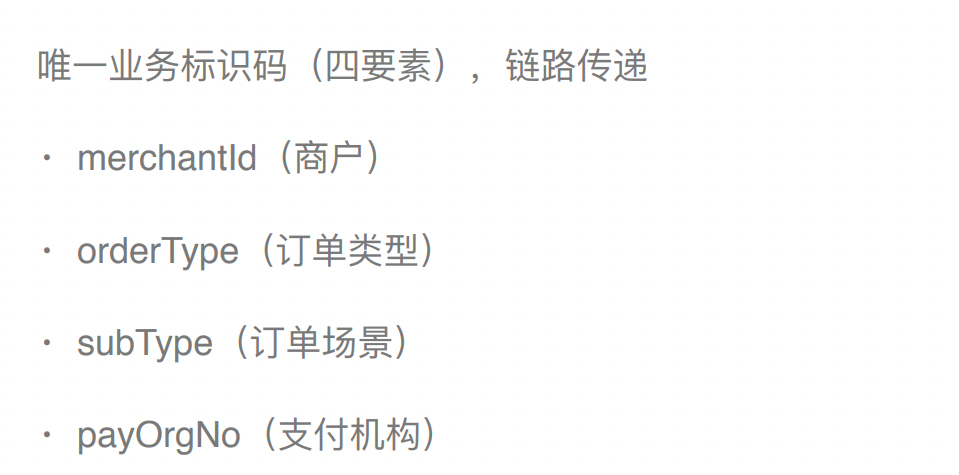 唯一业务标识码（四要素），链路传递
· merchantId（商户）
· orderType（订单类型）
· subType（订单场景）
· payOrgNo（支付机构）